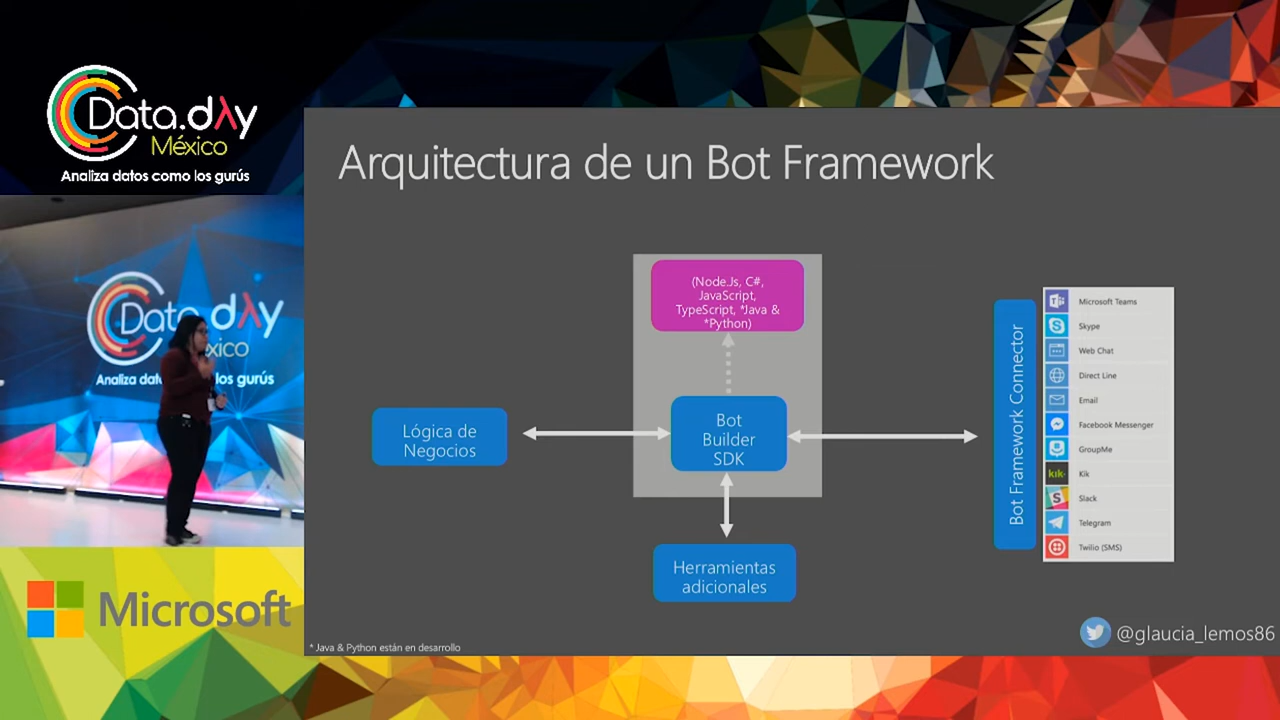 Data.day
México
Analiza datos como los gurús
Arquitectura de un Bot Framework
(Node.Js, C#,
JavaScript,
TypeScript, *Java &
*Python)
Lógica de
Negocios
Bot
Builder
SDK
Herramientas
adicionales
Bot Framework Connector
Microsoft Teams
Skype
Web Chat
Direct Line
Email
Facebook Messenger
GroupMe
kik.
Kik
Slack
Telegram
Twilio (SMS)
Data.day
xico
Analiza dat los gurús
Microsoft
* Java & Python están en desarrollo
@glaucia_lemos86